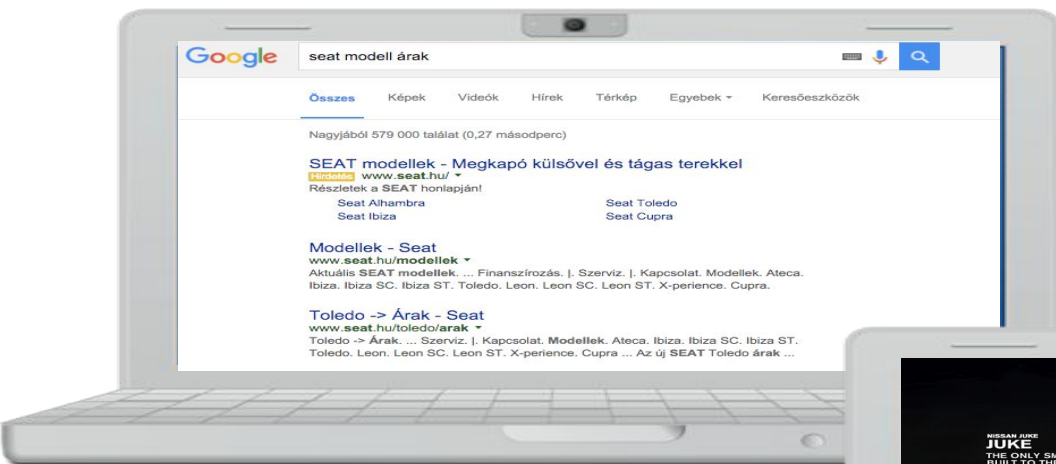 Google
seat modell árak
Összes Képek Videók Hírek Térkép Egyebek Keresőeszközök
Nagyjából 579 000 találat (0,27 másodperc)
SEAT modellek - Megkapó külsővel és tágas terekkel
Hirdetés www.seat.hu/
Részletek a SEAT honlapján!
Seat Alhambra Seat Toledo
Seat Ibiza Seat Cupra
Modellek - Seat
www.seat.hu/modellek
Aktuális SEAT modellek. ... Finanszírozás. |. Szerviz. |. Kapcsolat. Modellek. Ateca.
Ibiza. Ibiza SC. Ibiza ST. Toledo. Leon. Leon SC. Leon ST. X-perience. Cupra.
Toledo -> Árak - Seat
www.seat.hu/toledo/arak
Toledo -> Árak. ... Szerviz. |. Kapcsolat. Modellek. Ateca. Ibiza. Ibiza SC. Ibiza ST.
Toledo. Leon. Leon SC. Leon ST. X-perience. Cupra ... Az új SEAT Toledo árak ...
NISSAN JUKE
JUKE
THE ONLY
BUILT TO